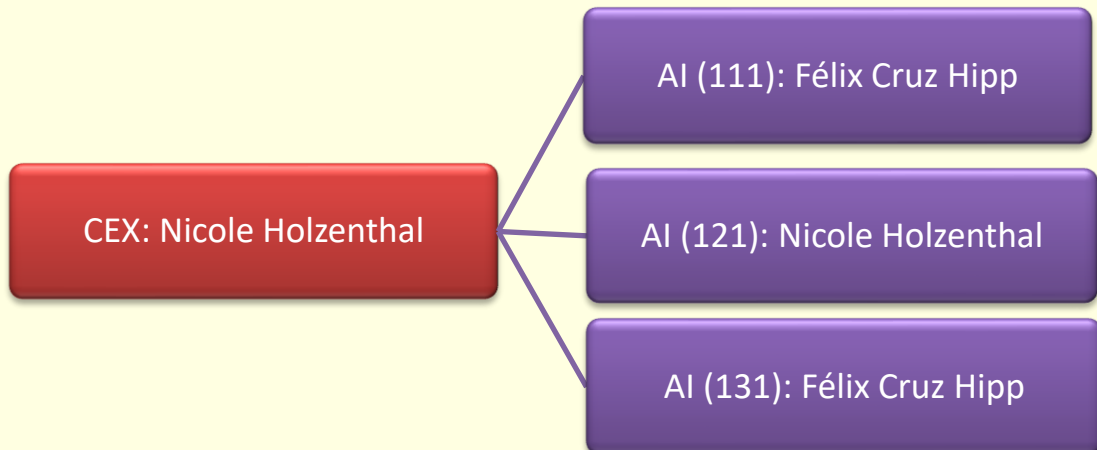 AI (111): Félix Cruz Hipp
CEX: Nicole Holzenthal
AI (121): Nicole Holzenthal
AI (131): Félix Cruz Hipp